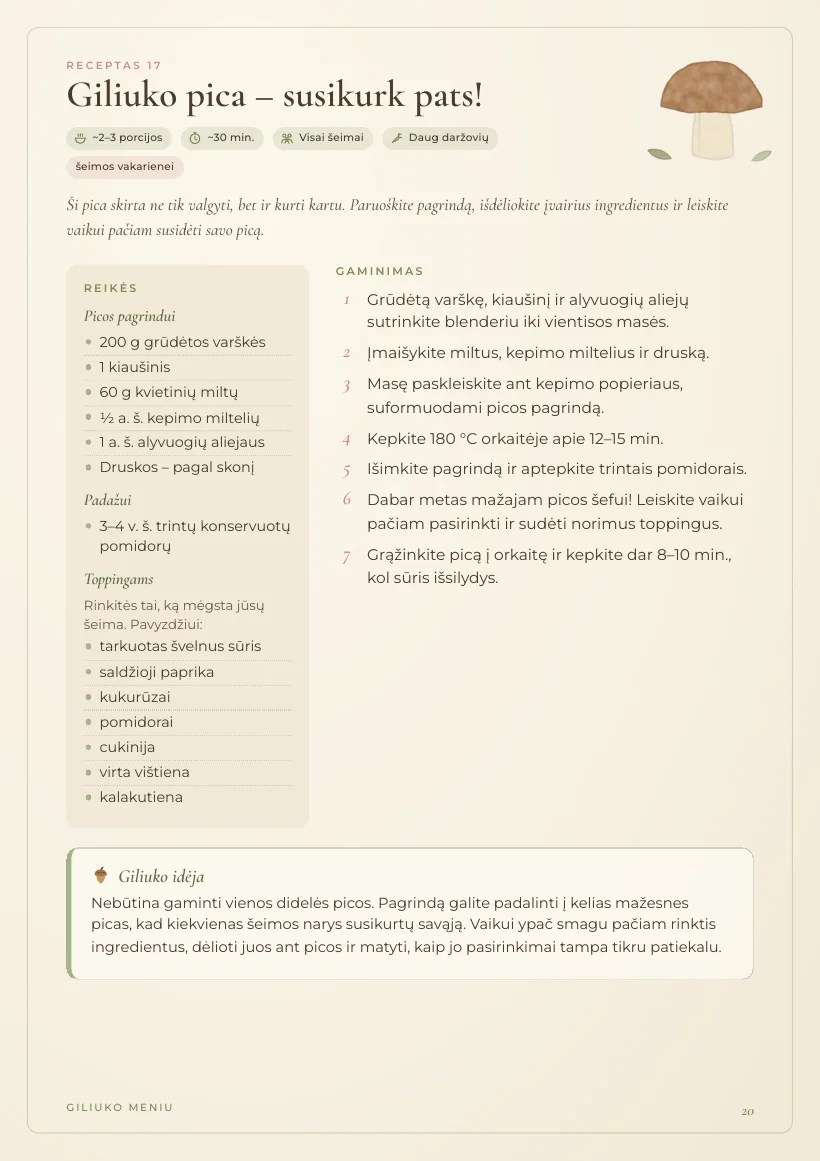 RECEPTAS 17
Giliuko pica – susikurk pats!
~2–3 porcijos
~30 min.
Visai šeimai
Daug daržovių
šeimos vakarienei
Ši pica skirta ne tik valgyti, bet ir kurti kartu. Paruoškite pagrindą, išdėliokite įvairius ingredientus ir leiskite
vaikui pačiam susidėti savo picą.
REIKĖS
Picos pagrindui
200 g grūdėtos varškės
1 kiaušinis
60 g kvietinių miltų
½ a. š. kepimo miltelių
1 a. š. alyvuogių aliejaus
Druskos – pagal skonį
Padažui
3–4 v. š. trintų konservuotų
pomidorų
Toppingams
Rinkitės tai, ką mėgsta jūsų
šeima. Pavyzdžiui:
tarkuotas švelnus sūris
saldžioji paprika
kukurūzai
pomidorai
cukinija
virta vištiena
kalakutiena
GAMINIMAS
1 Grūdėtą varškę, kiaušinį ir alyvuogių aliejų
sutrinkite blenderiu iki vientisos masės.
2 Įmaišykite miltus, kepimo miltelius ir druską.
3 Masę paskleiskite ant kepimo popieriaus,
suformuodami picos pagrindą.
4 Kepkite 180 °C orkaitėje apie 12–15 min.
5 Išimkite pagrindą ir aptepkite trintais pomidorais.
6 Dabar metas mažajam picos šefui! Leiskite vaikui
pačiam pasirinkti ir sudėti norimus toppingus.
7 Grąžinkite picą į orkaitę ir kepkite dar 8–10 min.,
kol sūris išsilydys.
Giliuko idėja
Nebūtina gaminti vienos didelės picos. Pagrindą galite padalinti į kelias mažesnes
picas, kad kiekvienas šeimos narys susikurtų savąją. Vaikui ypač smagu pačiam rinktis
ingredientus, dėlioti juos ant picos ir matyti, kaip jo pasirinkimai tampa tikru patiekalu.
GILIUKO MENIU
20